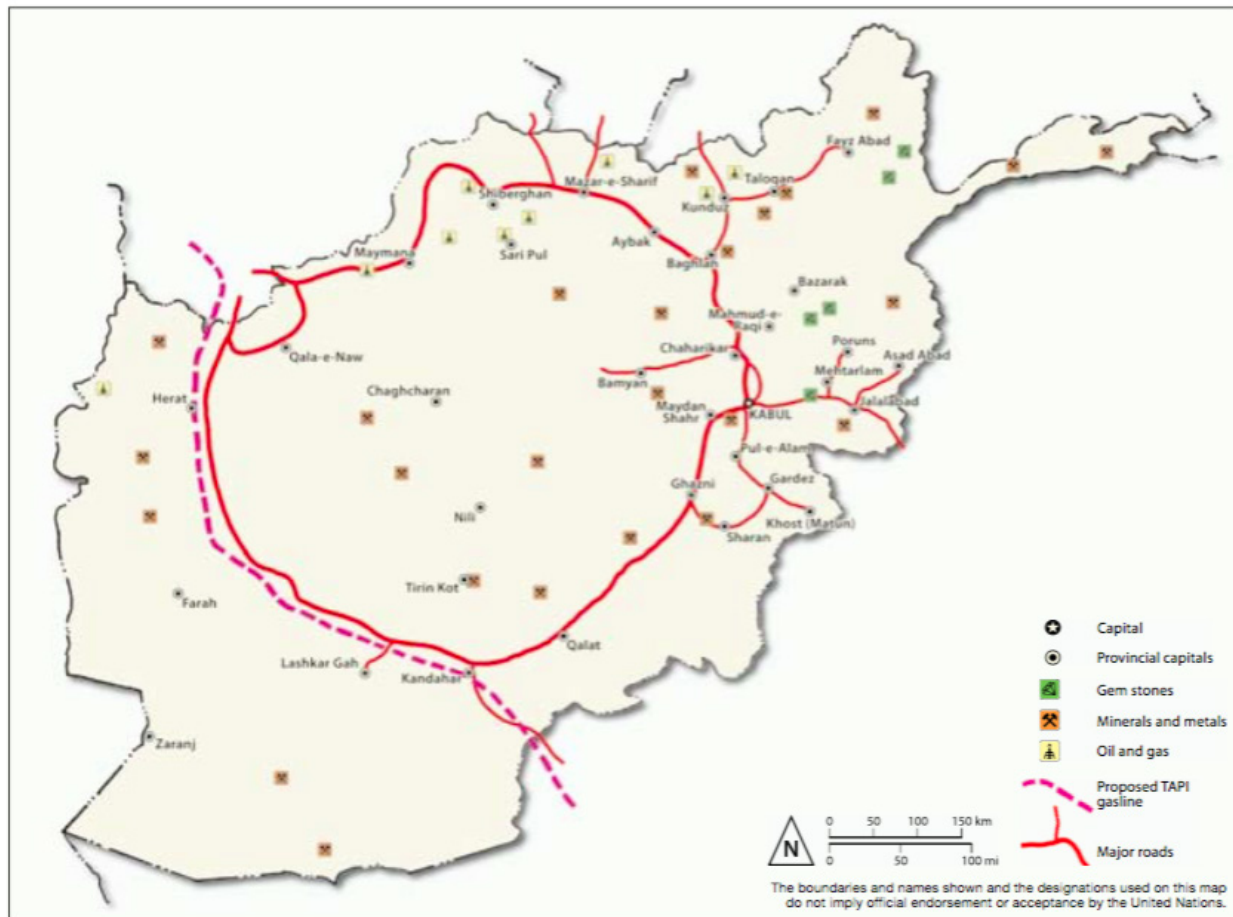 Fayz Abad
Taloqan
Mazar-e-Sharif
Shiberghan
Kunduz
Aybak
Sari Pul
Maymana
Baghlah
Bazarak
Mahmud-e-
Raqi
Poruns
Chaharikar
Asad Abad
Qala-e-Naw
Mehtarlam
Bamyan
Chaghcharan
Herat
Maydan
Shahr
KABUL
Jalalabad
Pul-e-Alam
Ghazni
Gardez
Nili
Khost (Matun)
Sharan
Tirin Kot
Farah
Qalat
Lashkar Gah
Kandahar
Zaranj
Capital
Provincial capitals
Gem stones
Minerals and metals
Oil and gas
Proposed TAPI
gasline
Major roads
N
0 50 100 150 km
0 50 100 mi
The boundaries and names shown and the designations used on this map
do not imply official endorsement or acceptance by the United Nations.